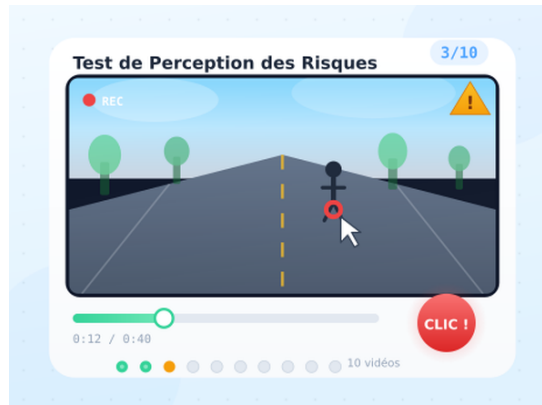 Test de Perception des Risques
3/10
REC
!
CLIC !
0:12 / 0:40
10 vidéos